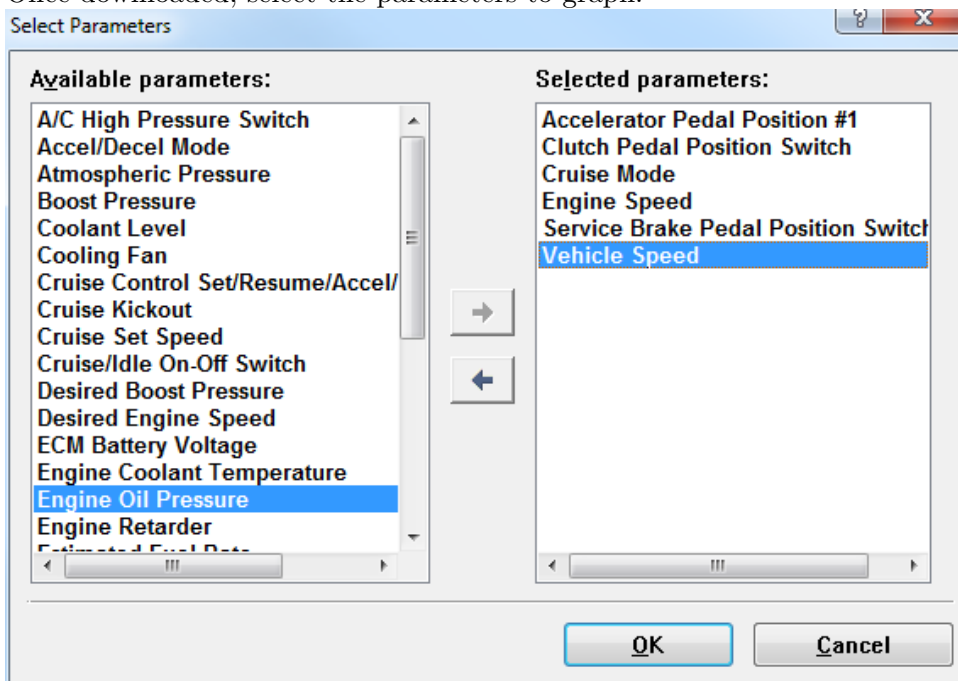 Once downloaded, select the parameters to graph.
Select Parameters
Available parameters:
A/C High Pressure Switch
Accel/Decel Mode
Atmospheric Pressure
Boost Pressure
Coolant Level
Cooling Fan
Cruise Control Set/Resume/Accel/
Cruise Kickout
Cruise Set Speed
Cruise/Idle On-Off Switch
Desired Boost Pressure
Desired Engine Speed
ECM Battery Voltage
Engine Coolant Temperature
Engine Oil Pressure
Engine Retarder
Estimated Fuel Rate
Selected parameters:
Accelerator Pedal Position #1
Clutch Pedal Position Switch
Cruise Mode
Engine Speed
Service Brake Pedal Position Switch
Vehicle Speed
OK
Cancel